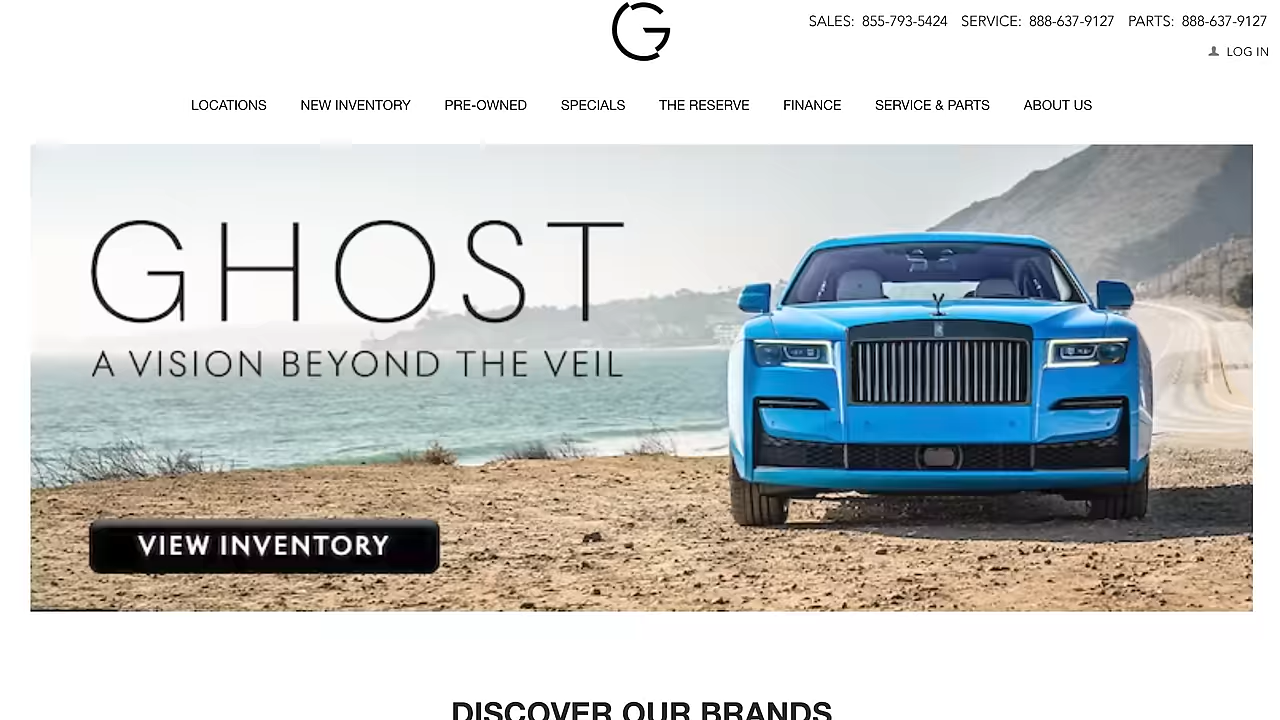 G
SALES: 855-793-5424 SERVICE: 888-637-9127 PARTS: 888-637-9127
LOG IN
LOCATIONS NEW INVENTORY PRE-OWNED SPECIALS THE RESERVE FINANCE SERVICE & PARTS ABOUT US
GHOST
A VISION BEYOND THE VEIL
VIEW INVENTORY
DISCOVER OUR BRANDS